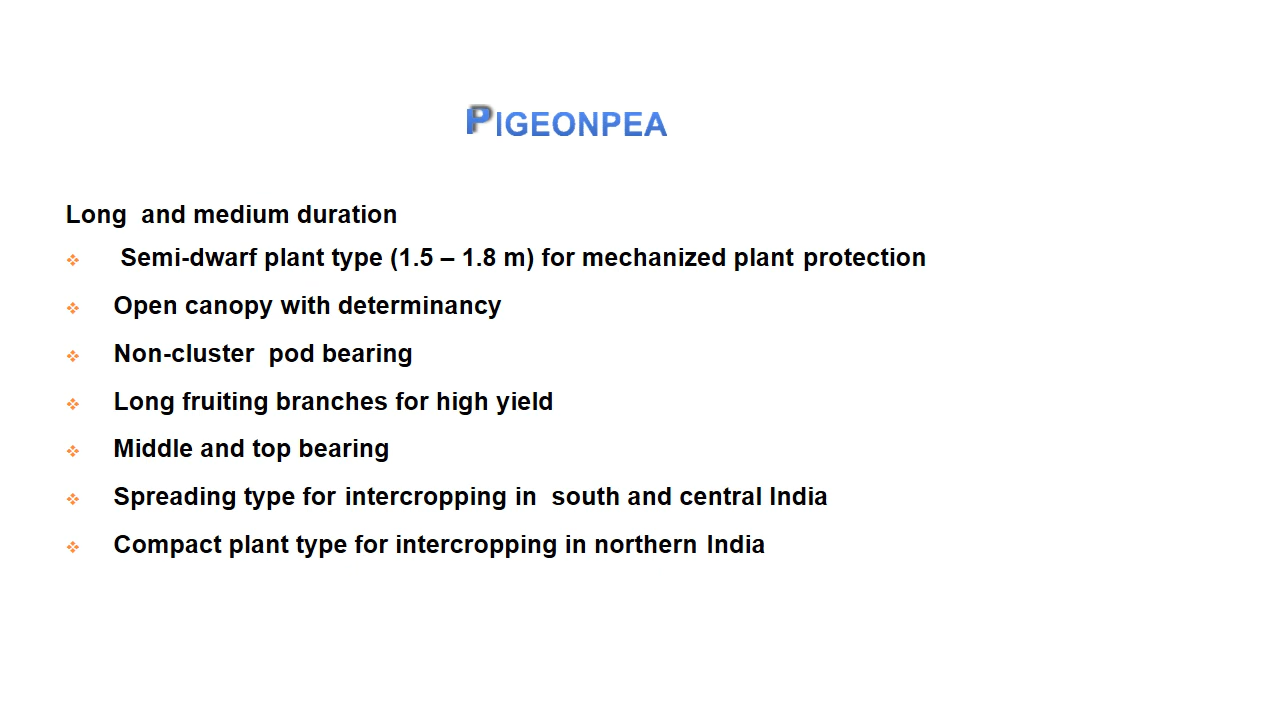 PIGEONPEA
Long and medium duration
❖ Semi-dwarf plant type (1.5 – 1.8 m) for mechanized plant protection
❖ Open canopy with determinancy
❖ Non-cluster pod bearing
❖ Long fruiting branches for high yield
❖ Middle and top bearing
❖ Spreading type for intercropping in south and central India
❖ Compact plant type for intercropping in northern India